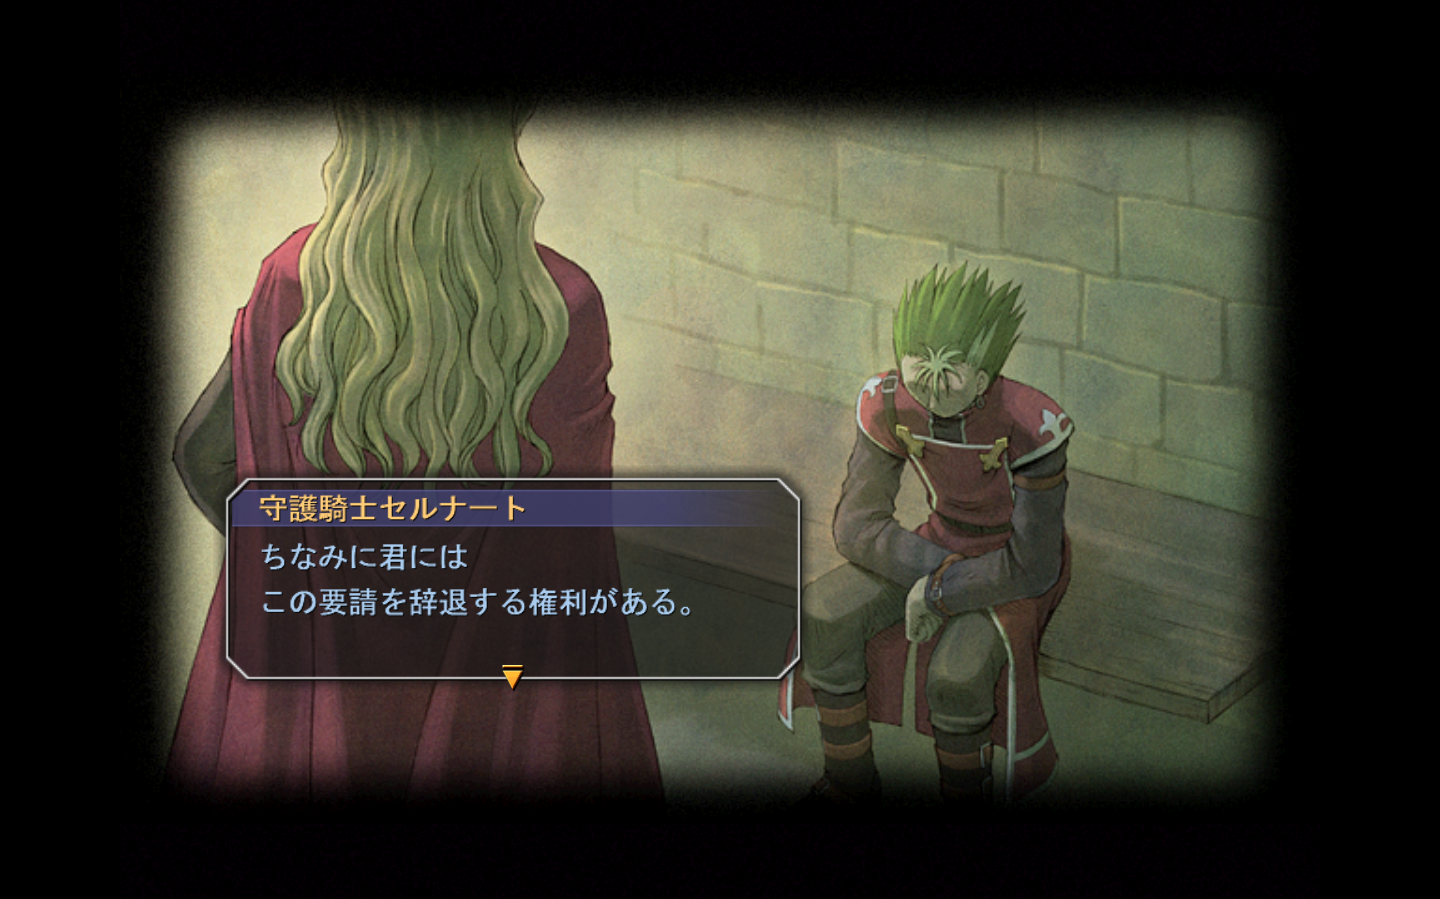 守護騎士セルナート
ちなみに君には
この要請を辞退する権利がある。